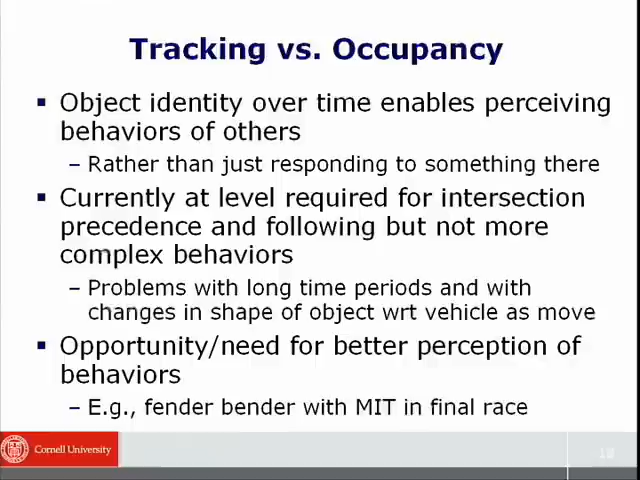 Tracking vs. Occupancy
▪ Object identity over time enables perceiving
behaviors of others
– Rather than just responding to something there
▪ Currently at level required for intersection
precedence and following but not more
complex behaviors
– Problems with long time periods and with
changes in shape of object wrt vehicle as move
▪ Opportunity/need for better perception of
behaviors
– E.g., fender bender with MIT in final race
Cornell University